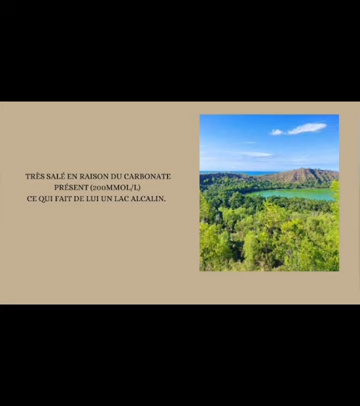 TRÈS SALÉ EN RAISON DU CARBONATE
PRÉSENT (200MMOL/L)
CE QUI FAIT DE LUI UN LAC ALCALIN.